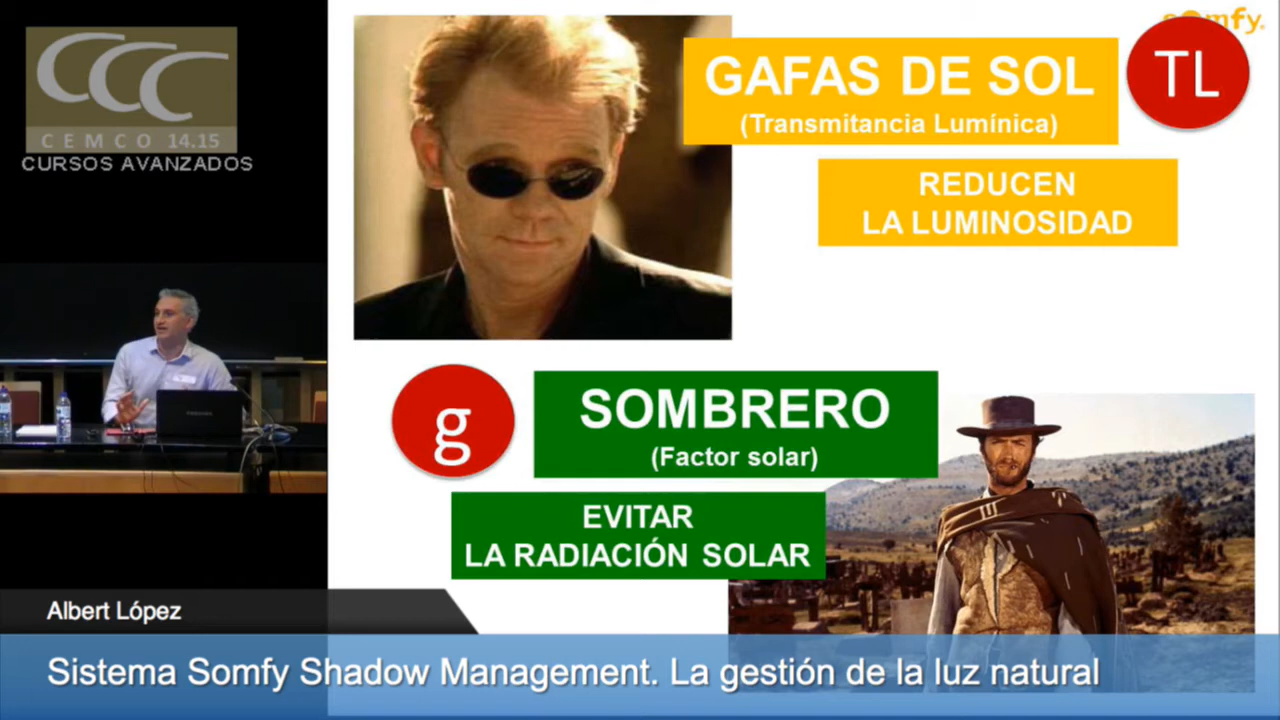 CCC
CEMCO 14.15
CURSOS AVANZADOS
somfy.
GAFAS DE SOL
(Transmitancia Lumínica)
TL
REDUCEN
LA LUMINOSIDAD
g
SOMBRERO
(Factor solar)
EVITAR
LA RADIACIÓN SOLAR
Albert López
Sistema Somfy Shadow Management. La gestión de la luz natural